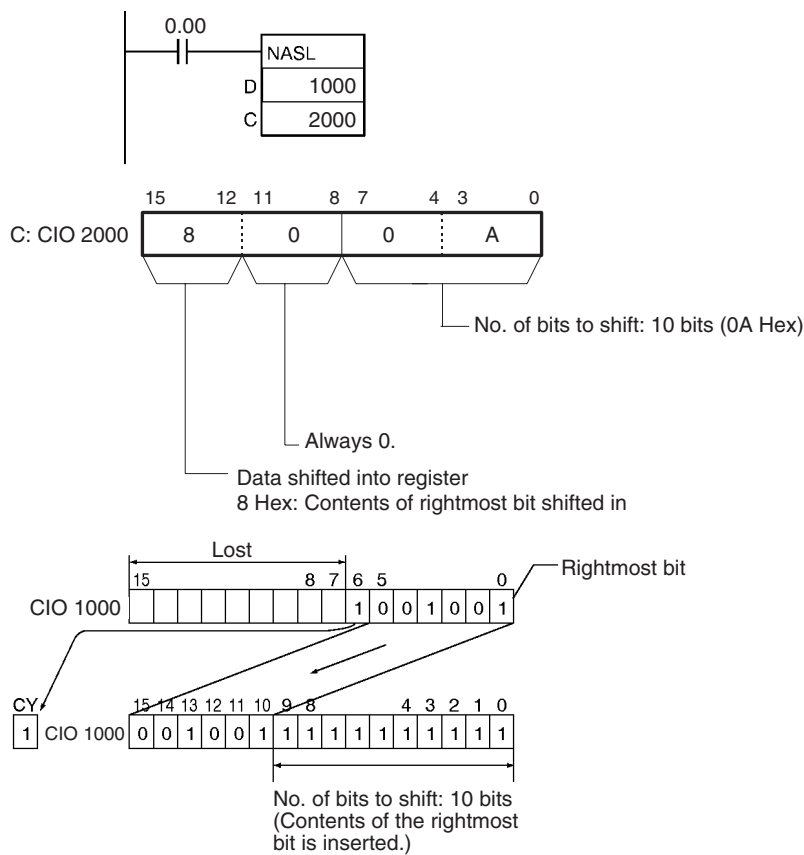 0.00
NASL
D 1000
C 2000
15 12 11 8 7 4 3 0
C: CIO 2000 8 0 0 A
No. of bits to shift: 10 bits (0A Hex)
Always 0.
Data shifted into register
8 Hex: Contents of rightmost bit shifted in
Lost
15 8 7 6 5 0
Rightmost bit
CIO 1000 1 0 0 1 0 0 1
CY 15 14 13 12 11 10 9 8 4 3 2 1 0
1 CIO 1000 0 0 1 0 0 1 1 1 1 1 1 1 1 1 1 1
No. of bits to shift: 10 bits
(Contents of the rightmost
bit is inserted.)